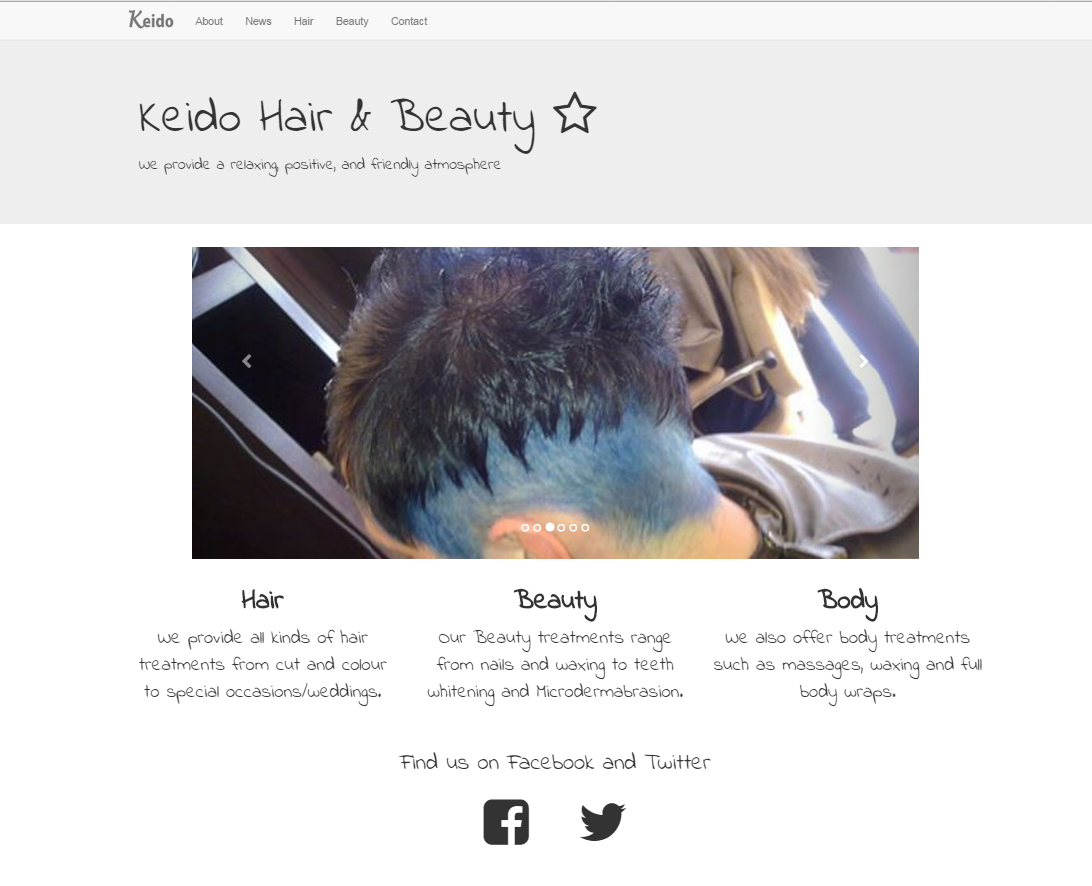 Keido About News Hair Beauty Contact
Keido Hair & Beauty
We provide a relaxing, positive, and friendly atmosphere
Hair
We provide all kinds of hair
treatments from cut and colour
to special occasions/weddings.
Beauty
Our Beauty treatments range
from nails and waxing to teeth
whitening and Microdermabrasion.
Body
We also offer body treatments
such as massages, waxing and full
body wraps.
Find us on Facebook and Twitter